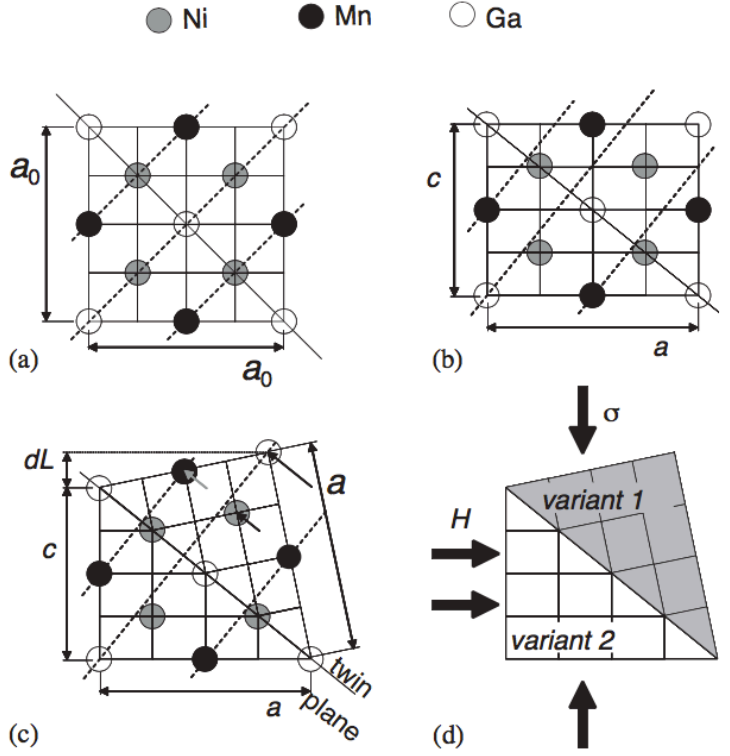 Ni Mn Ga
a₀
a₀
(a)
c
a
(b)
dL
c
a
a
twin
plane
(c)
σ
H
variant 1
variant 2
(d)